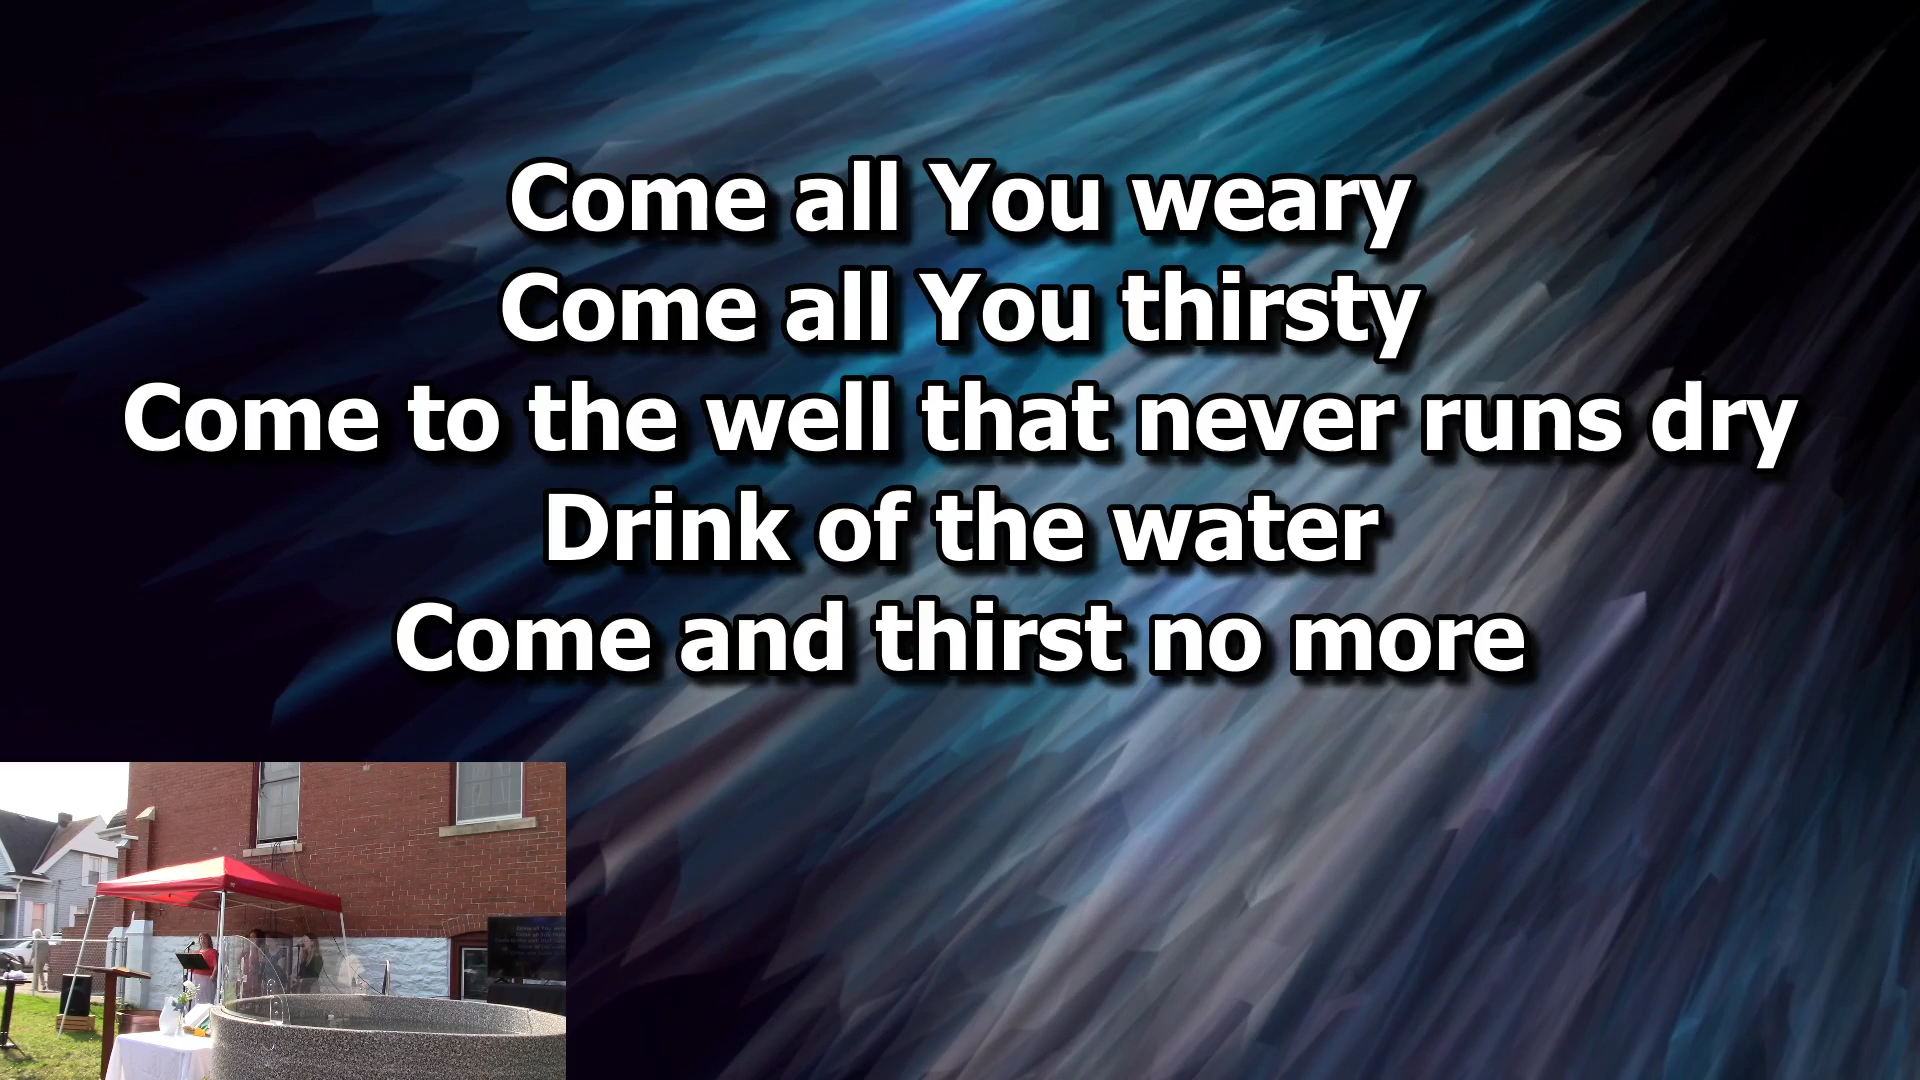 Come all You weary
Come all You thirsty
Come to the well that never runs dry
Drink of the water
Come and thirst no more